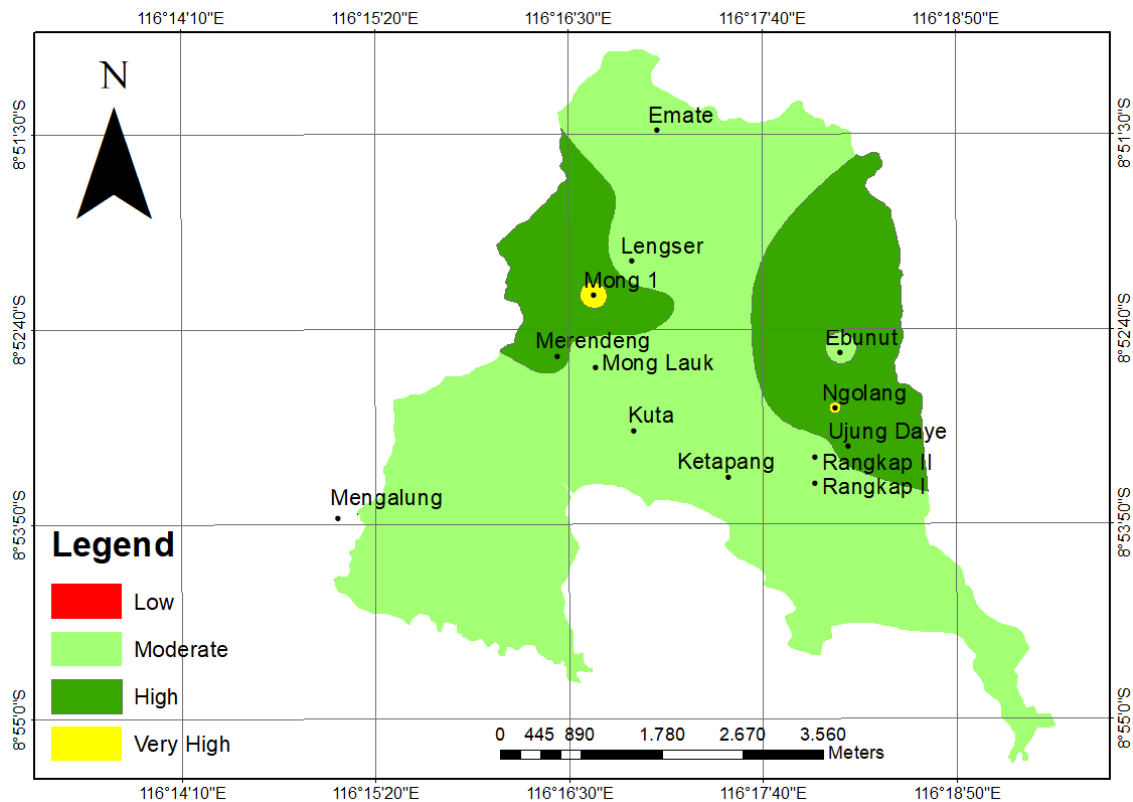 116°14'10"E 116°15'20"E 116°16'30"E 116°17'40"E 116°18'50"E
N
8°51'30"S 8°51'30"S
Emate
Lengser
Mong 1
8°52'40"S 8°52'40"S
Ebunut
Merendeng
Mong Lauk
Ngolang
Kuta
Ujung Daye
Ketapang
Rangkap II
Rangkap I
Mengalung
8°53'50"S 8°53'50"S
Legend
Low
Moderate
High
Very High
8°55'0"S 8°55'0"S
0 445 890 1.780 2.670 3.560
Meters
116°14'10"E 116°15'20"E 116°16'30"E 116°17'40"E 116°18'50"E